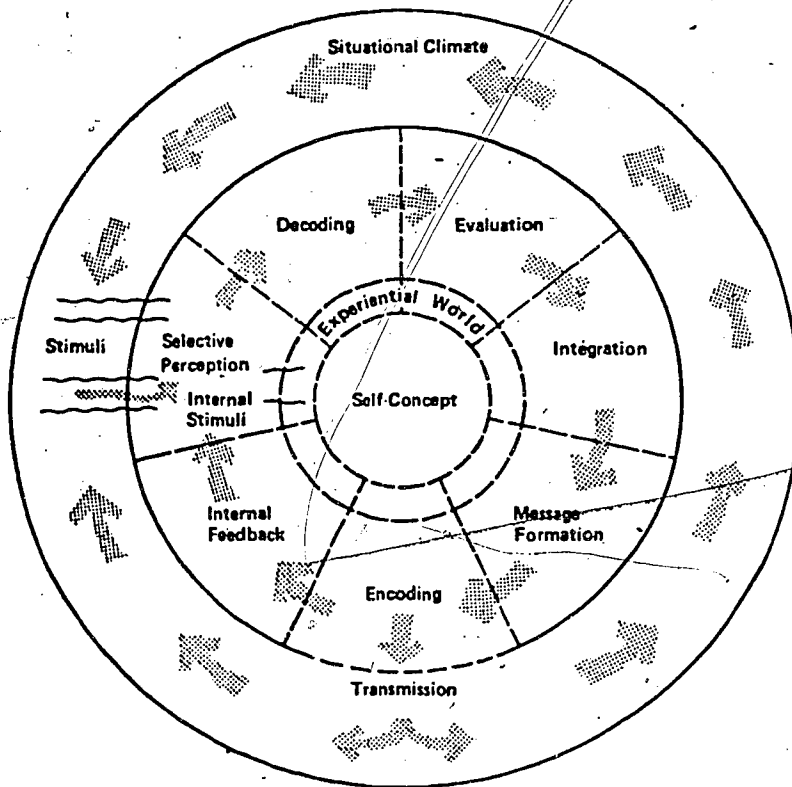 Situational Climate
Decoding
Evaluation
Experiential World
Stimuli
Selective
Perception
Integration
Internal
Stimuli
Self-Concept
Internal
Feedback
Message
Formation
Encoding
Transmission